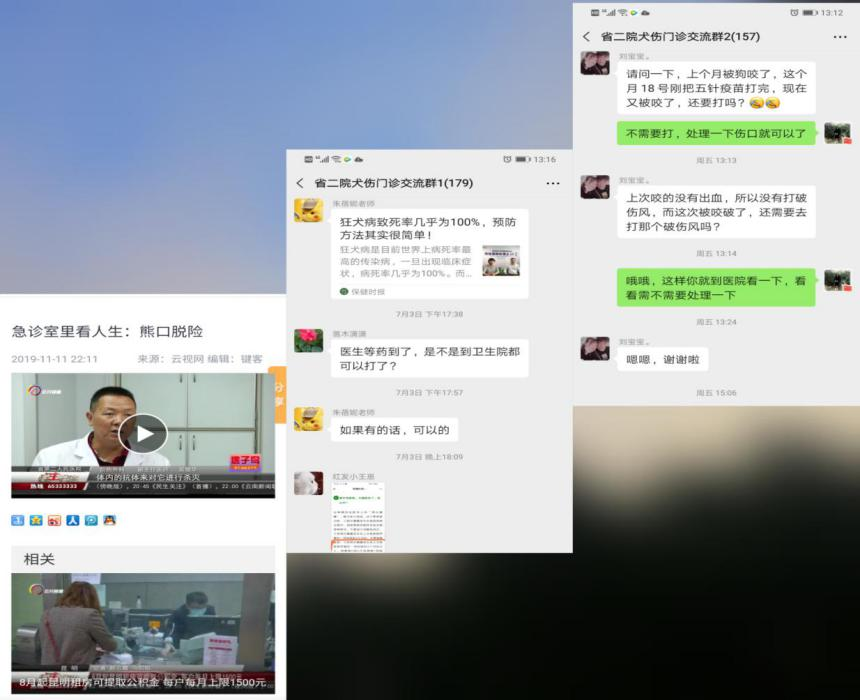 急诊室里看人生：熊口脱险
2019-11-11 22:11 来源：云视网 编辑：键客
分
享
体内的抗体来对它进行杀灭
热线 65333333
相关
8月起昆明租房可提取公积金 每户每月上限1500元
13:16
省二院犬伤门诊交流群1(179)
朱蓓妮老师
狂犬病致死率几乎为100%，预防
方法其实很简单！
狂犬病是目前世界上病死率最
高的传染病，一旦出现临床症
状，病死率几乎为100%。而...
保健时报
7月3日 下午17:38
医生等药到了，是不是到卫生院都
可以打了？
7月3日 下午17:57
朱蓓妮老师
如果有的话，可以的
7月3日 晚上18:09
红发小王思
13:12
省二院犬伤门诊交流群2(157)
刘宝宝。
请问一下，上个月被狗咬了，这个
月18号刚把五针疫苗打完，现在
又被咬了，还要打吗？
不需要打，处理一下伤口就可以了
周五 13:13
刘宝宝。
上次咬的没有出血，所以没有打破
伤风，而这次被咬破了，还需要去
打那个破伤风吗？
周五 13:14
哦哦，这样你就到医院看一下，看
看需不需要处理一下
周五 13:24
刘宝宝。
嗯嗯，谢谢啦
周五 15:06